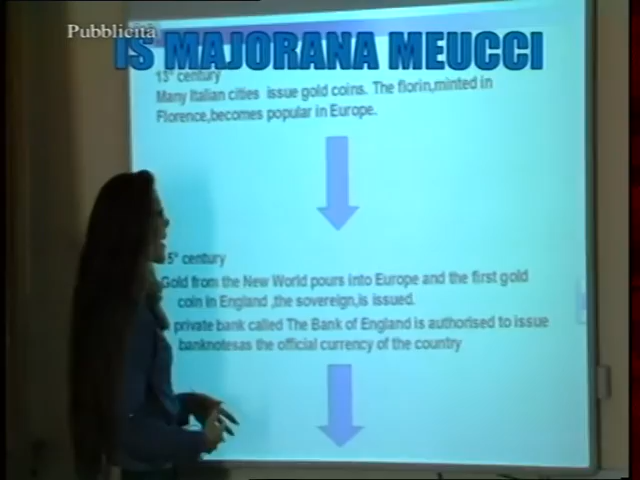 Pubblicità
IS MAJORANA MEUCCI
13° century
Many Italian cities issue gold coins. The florin,minted in
Florence,becomes popular in Europe.
5° century
Gold from the New World pours into Europe and the first gold
coin in England ,the sovereign,is issued.
private bank called The Bank of England is authorised to issue
banknotesas the official currency of the country